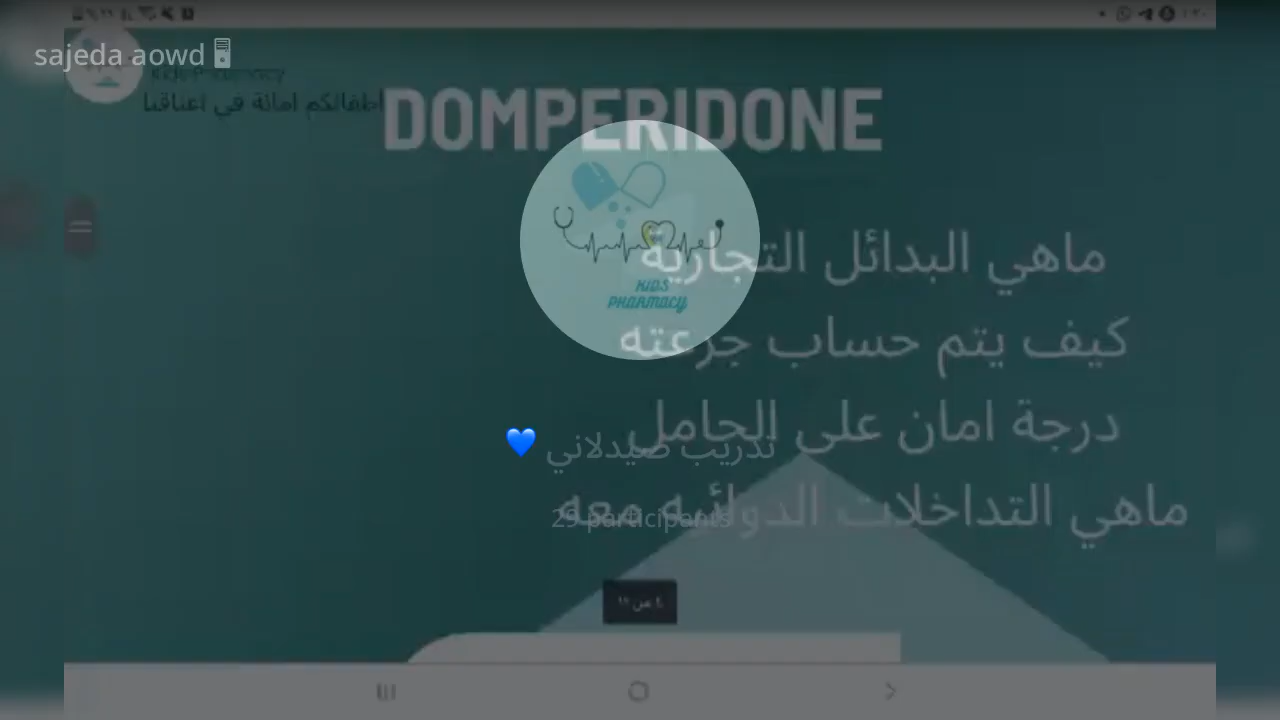 sajeda aowd
Kids Pharmacy
اطفالكم امانة في اعناقنا
DOMPERIDONE
KIDS
PHARMACY
ماهي البدائل التجارية
كيف يتم حساب جرعته
درجة امان على الحامل
تدريب صيدلاني 💙
ماهي التداخلات الدوائيه معه
29 participants